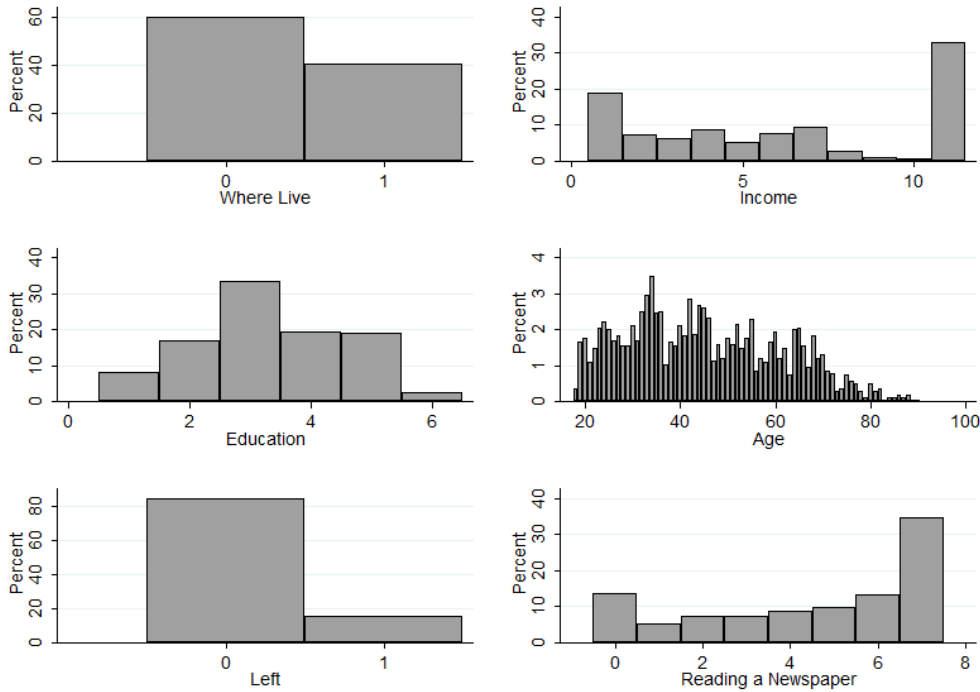 Percent
0 20 40 60
0 1
Where Live
Percent
0 10 20 30 40
0 5 10
Income
Percent
0 10 20 30 40
0 2 4 6
Education
Percent
0 1 2 3 4
20 40 60 80 100
Age
Percent
0 20 40 60 80
0 1
Left
Percent
0 10 20 30 40
0 2 4 6 8
Reading a Newspaper